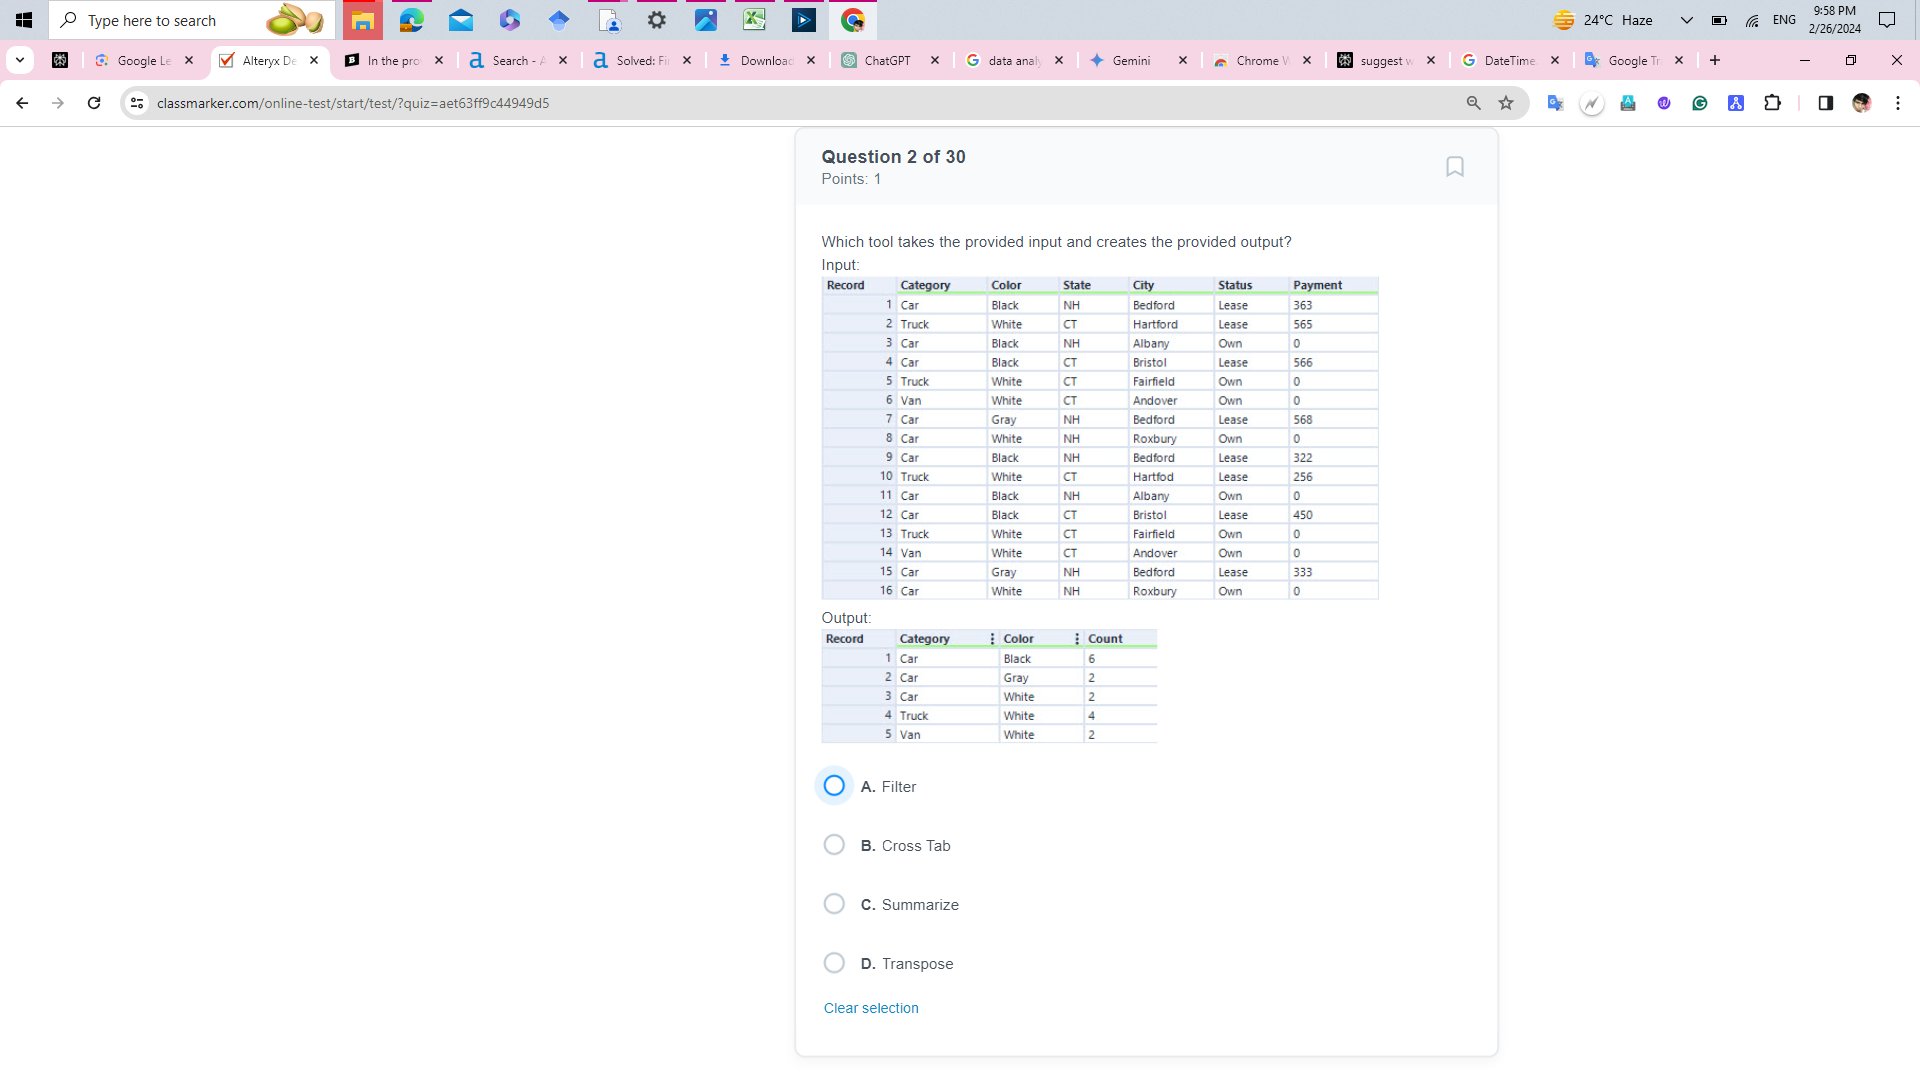 Type here to search
24°C Haze
ENG
9:58 PM
2/26/2024
Google Le
Alteryx De
In the pro
Search - A
Solved: Fi
Download
ChatGPT
data analy
Gemini
Chrome W
suggest w
DateTime
Google Tr
classmarker.com/online-test/start/test/?quiz=aet63ff9c44949d5
Question 2 of 30
Points: 1
Which tool takes the provided input and creates the provided output?
Input:
Record Category Color State City Status Payment
1 Car Black NH Bedford Lease 363
2 Truck White CT Hartford Lease 565
3 Car Black NH Albany Own 0
4 Car Black CT Bristol Lease 566
5 Truck White CT Fairfield Own 0
6 Van White CT Andover Own 0
7 Car Gray NH Bedford Lease 568
8 Car White NH Roxbury Own 0
9 Car Black NH Bedford Lease 322
10 Truck White CT Hartfod Lease 256
11 Car Black NH Albany Own 0
12 Car Black CT Bristol Lease 450
13 Truck White CT Fairfield Own 0
14 Van White CT Andover Own 0
15 Car Gray NH Bedford Lease 333
16 Car White NH Roxbury Own 0
Output:
Record Category Color Count
1 Car Black 6
2 Car Gray 2
3 Car White 2
4 Truck White 4
5 Van White 2
A. Filter
B. Cross Tab
C. Summarize
D. Transpose
Clear selection